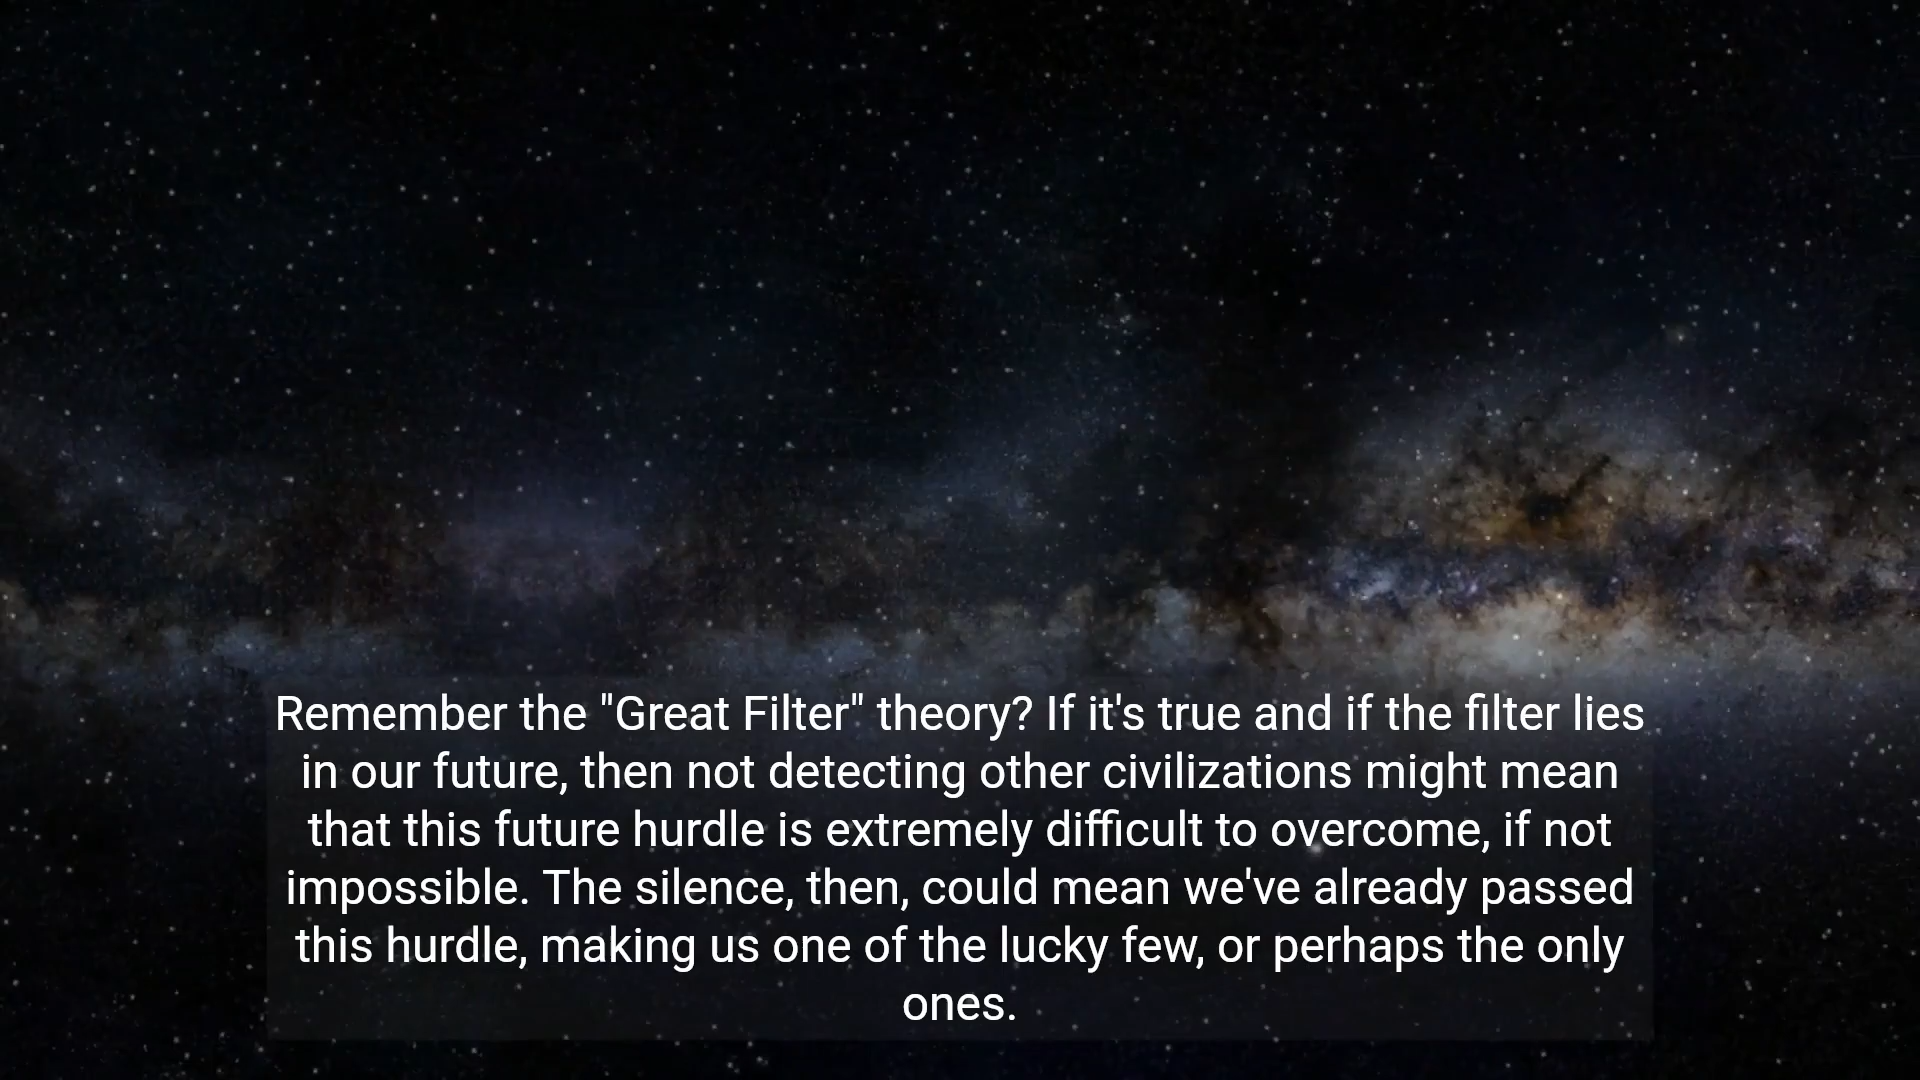 Remember the "Great Filter" theory? If it's true and if the filter lies
in our future, then not detecting other civilizations might mean
that this future hurdle is extremely difficult to overcome, if not
impossible. The silence, then, could mean we've already passed
this hurdle, making us one of the lucky few, or perhaps the only
ones.